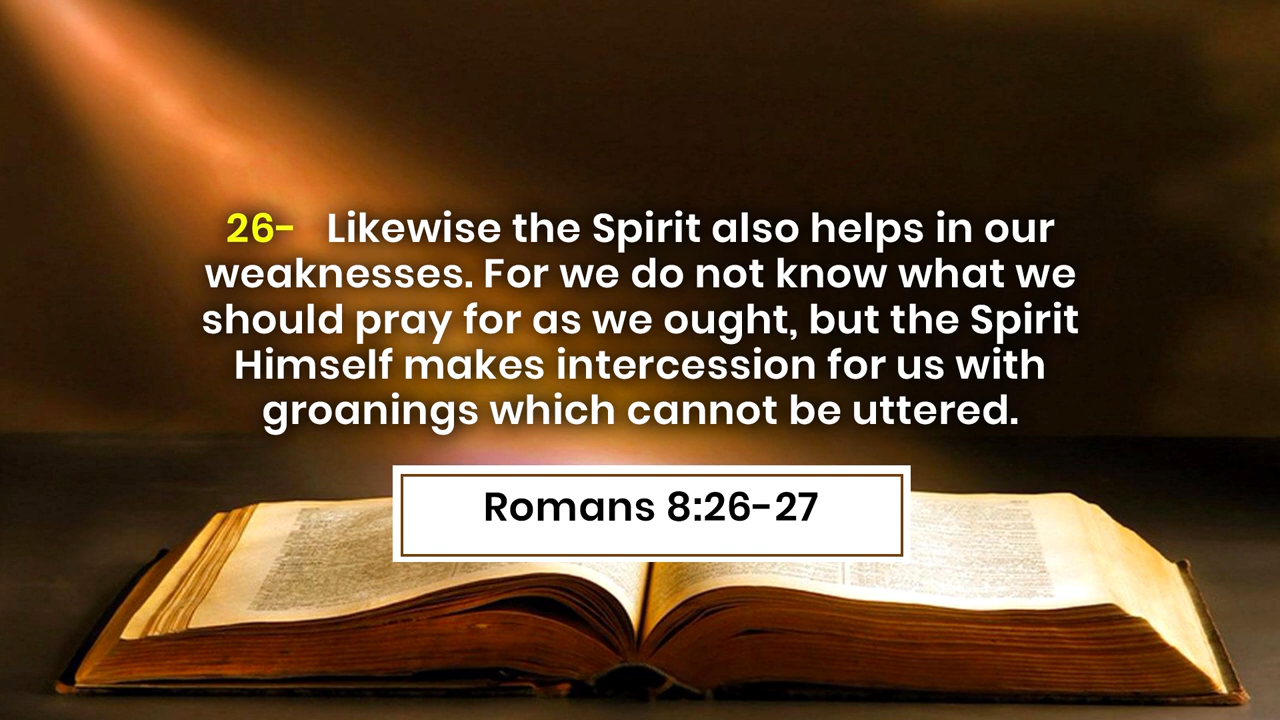 26- Likewise the Spirit also helps in our
weaknesses. For we do not know what we
should pray for as we ought, but the Spirit
Himself makes intercession for us with
groanings which cannot be uttered.
Romans 8:26-27